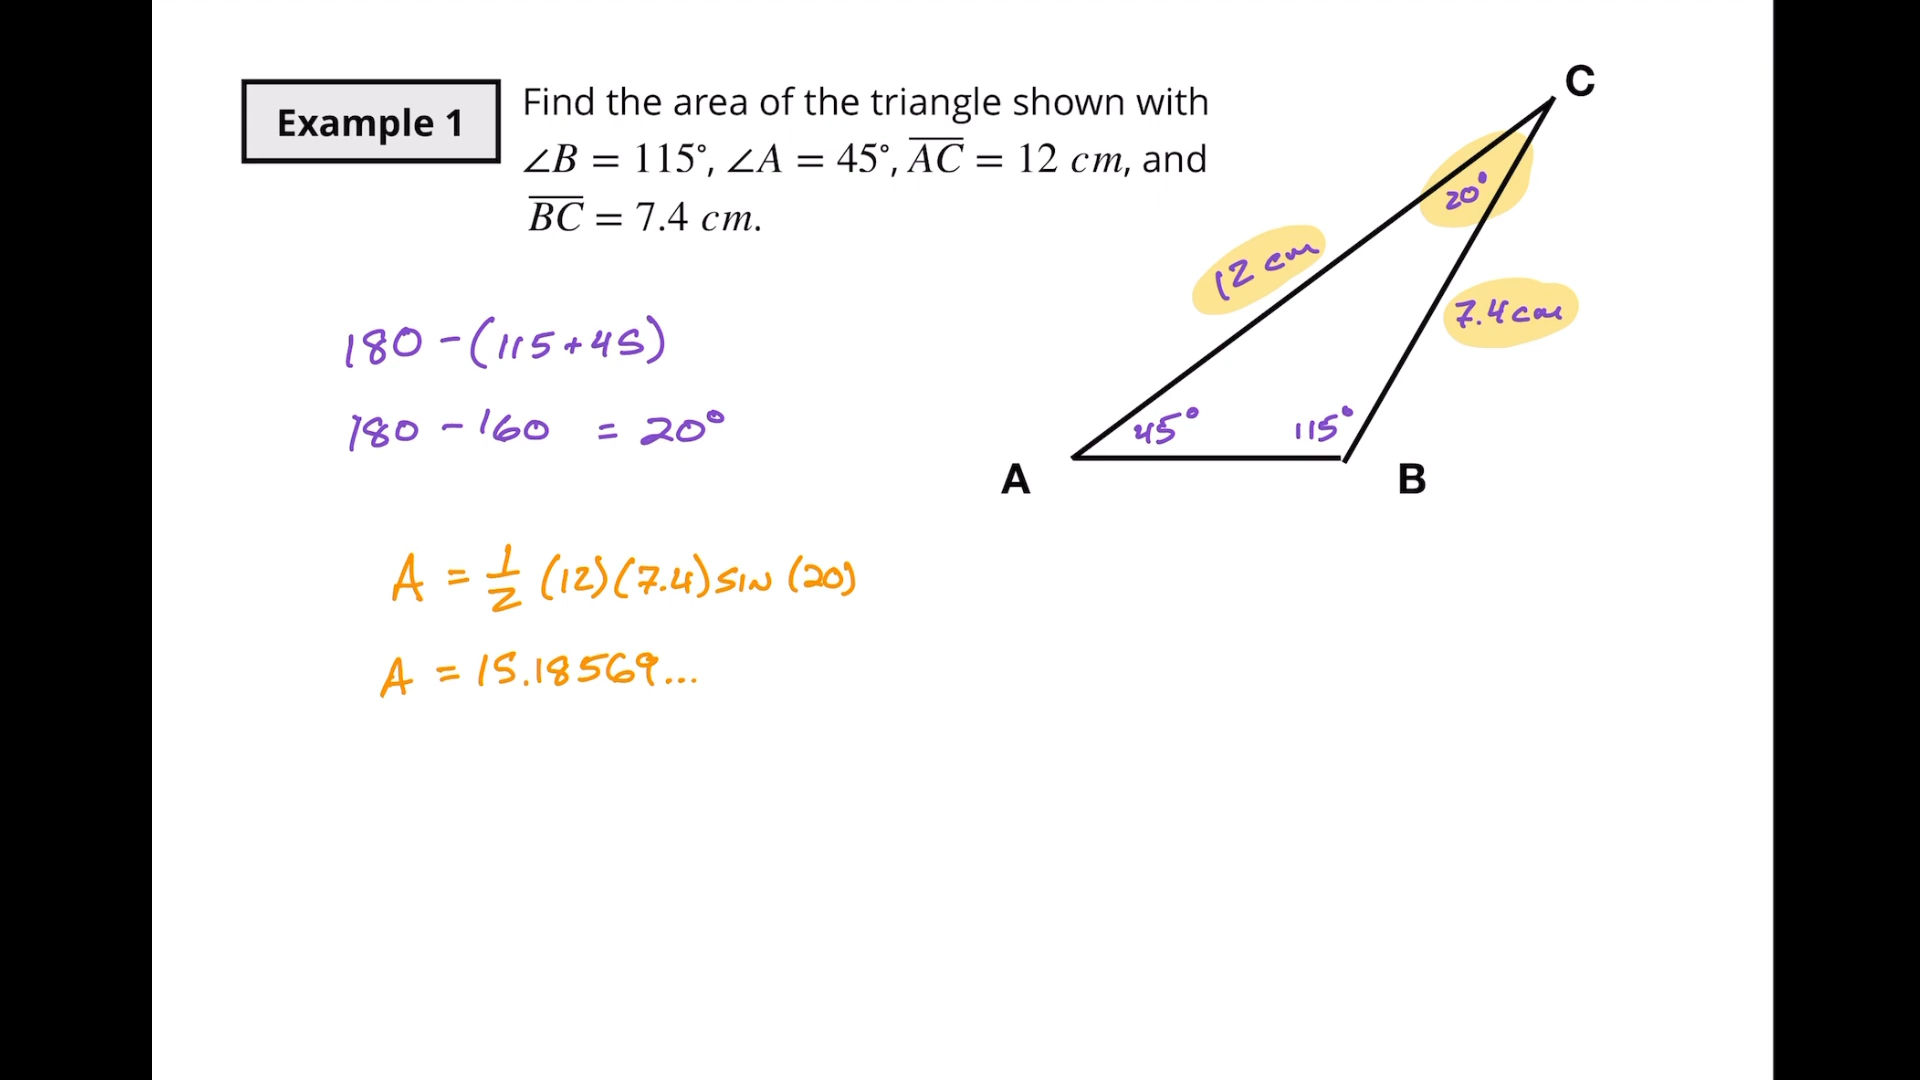 Example 1
Find the area of the triangle shown with
∠B = 115°, ∠A = 45°, A̅C̅ = 12 cm, and
B̅C̅ = 7.4 cm.
C
20°
12 cm
7.4 cm
45°
115°
A
B
180 - (115 + 45)
180 - 160 = 20°
A = 1/2 (12)(7.4) SIN (20)
A = 15.18569...